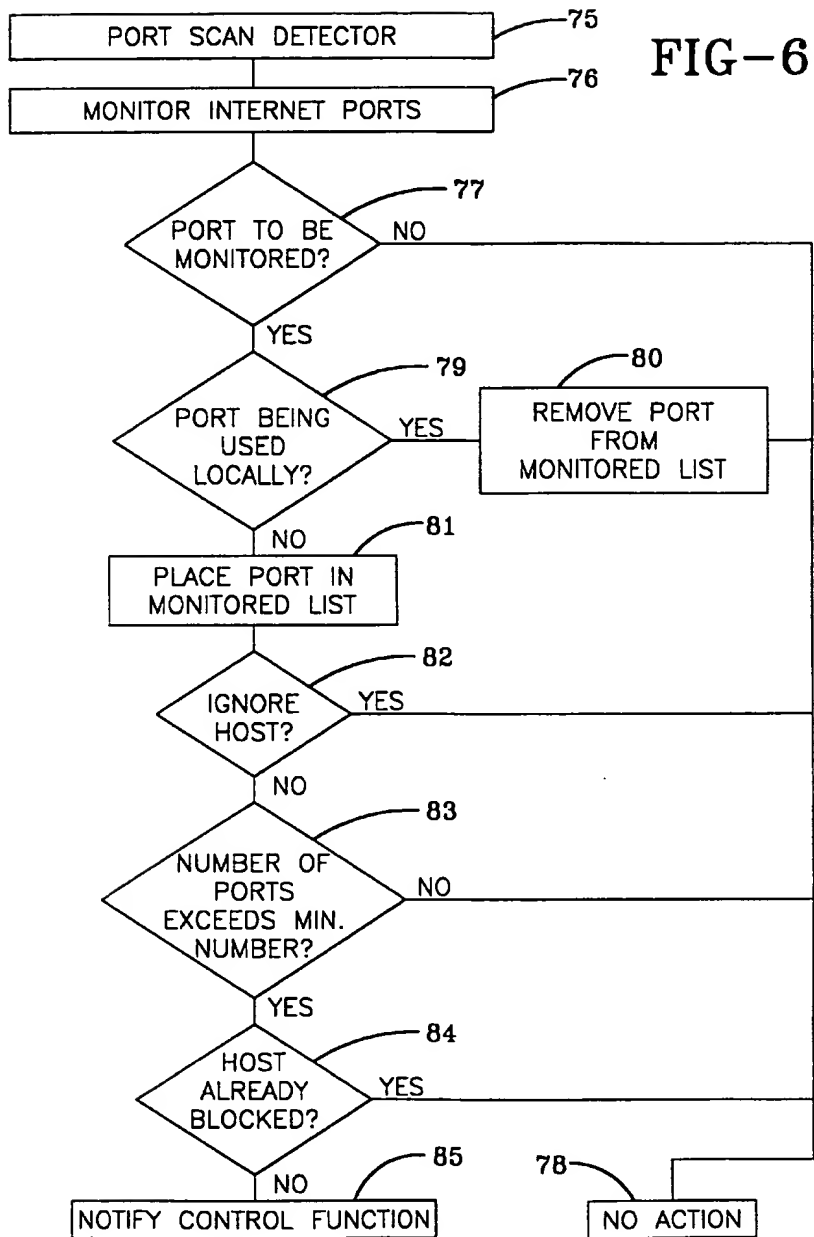 PORT SCAN DETECTOR
75
FIG-6
MONITOR INTERNET PORTS
76
77
PORT TO BE
MONITORED?
NO
YES
79
PORT BEING
USED
LOCALLY?
YES
80
REMOVE PORT
FROM
MONITORED LIST
NO
81
PLACE PORT IN
MONITORED LIST
82
IGNORE
HOST?
YES
NO
83
NUMBER OF
PORTS
EXCEEDS MIN.
NUMBER?
NO
YES
84
HOST
ALREADY
BLOCKED?
YES
NO
85
NOTIFY CONTROL FUNCTION
78
NO ACTION